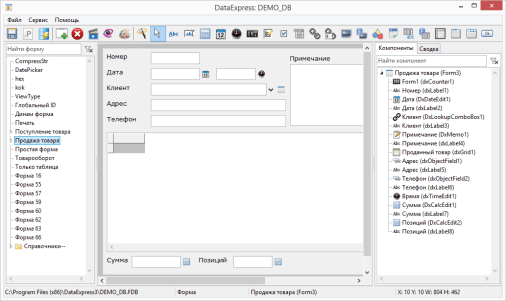 DataExpress: DEMO_DB
Файл Сервис Помощь
Найти форму
CompressStr
DatePicker
hex
kok
ViewType
Глобальный ID
Динам форма
Печать
Поступление товара
Продажа товара
Простая форма
Товарооборот
Только таблица
Форма 16
Форма 55
Форма 57
Форма 59
Форма 60
Форма 62
Форма 63
Форма 66
Справочники--
Номер
Примечание
Дата
Клиент
Адрес
Телефон
Сумма
Позиций
Компоненты Сводка
Найти компонент
Продажа товара (Form3)
Form1 (dxCounter1)
Номер (dxLabel1)
Дата (DxDateEdit1)
Дата (dxLabel2)
Клиент (DxLookupComboBox1)
Клиент (dxLabel3)
Примечание (DxMemo1)
Примечание (dxLabel4)
Проданный товар (dxGrid1)
Адрес (dxObjectField1)
Адрес (dxLabel5)
Телефон (dxObjectField2)
Телефон (dxLabel6)
Время (dxTimeEdit1)
Сумма (DxCalcEdit1)
Сумма (dxLabel7)
Позиций (DxCalcEdit2)
Позиций (dxLabel8)
C:\Program Files (x86)\DataExpress3\DEMO_DB.FDB
Форма
Продажа товара (Form3)
X: 10 Y: 10 W: 804 H: 462